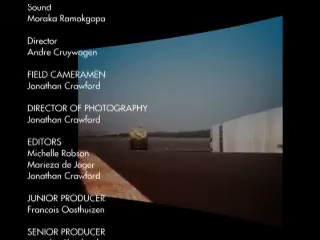 Sound
Moraka Ramakgapa
Director
Andre Cruywagen
FIELD CAMERAMEN
Jonathan Crawford
DIRECTOR OF PHOTOGRAPHY
Jonathan Crawford
EDITORS
Michelle Robson
Marieza de Jager
Jonathan Crawford
JUNIOR PRODUCER
Francois Oosthuizen
SENIOR PRODUCER